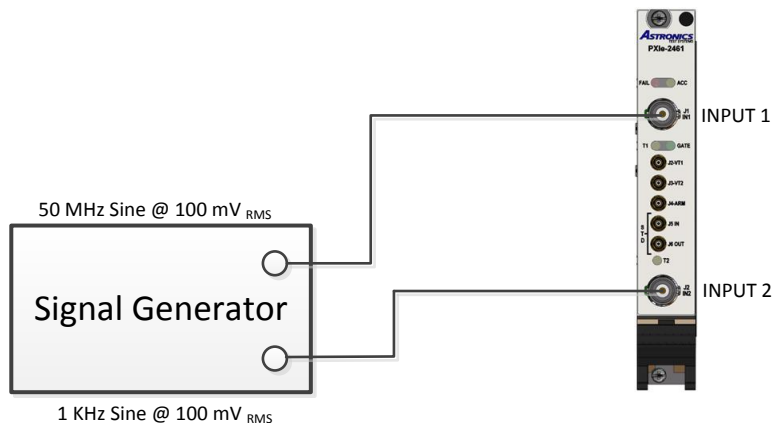 ASTRONICS
TEST SYSTEMS
PXIe-2461
FAIL ACC
J1
IN1
INPUT 1
T1 GATE
J2-VT1
J3-VT2
J4-ARM
S
T
D
J5 IN
J6 OUT
T2
J2
IN2
INPUT 2
50 MHz Sine @ 100 mV RMS
Signal Generator
1 KHz Sine @ 100 mV RMS